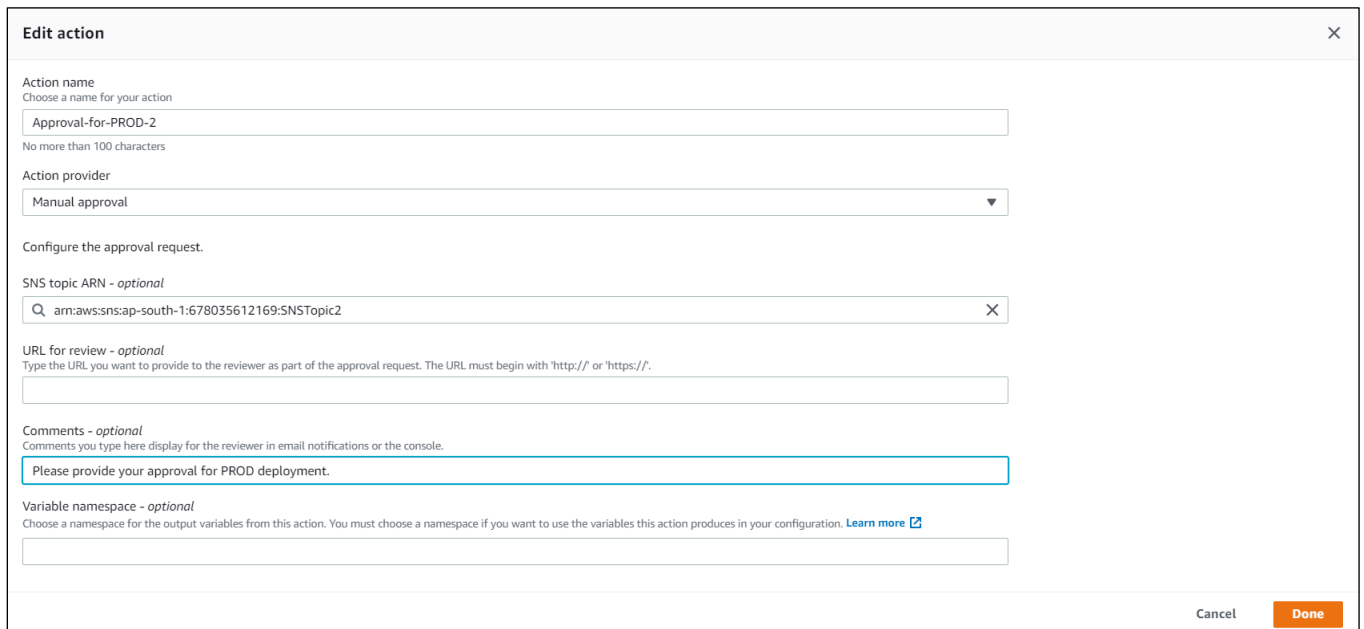 Edit action
Action name
Choose a name for your action
Approval-for-PROD-2
No more than 100 characters
Action provider
Manual approval
Configure the approval request.
SNS topic ARN - optional
arn:aws:sns:ap-south-1:678035612169:SNSTopic2
URL for review - optional
Type the URL you want to provide to the reviewer as part of the approval request. The URL must begin with 'http://' or 'https://'.
Comments - optional
Comments you type here display for the reviewer in email notifications or the console.
Please provide your approval for PROD deployment.
Variable namespace - optional
Choose a namespace for the output variables from this action. You must choose a namespace if you want to use the variables this action produces in your configuration. Learn more
Cancel Done